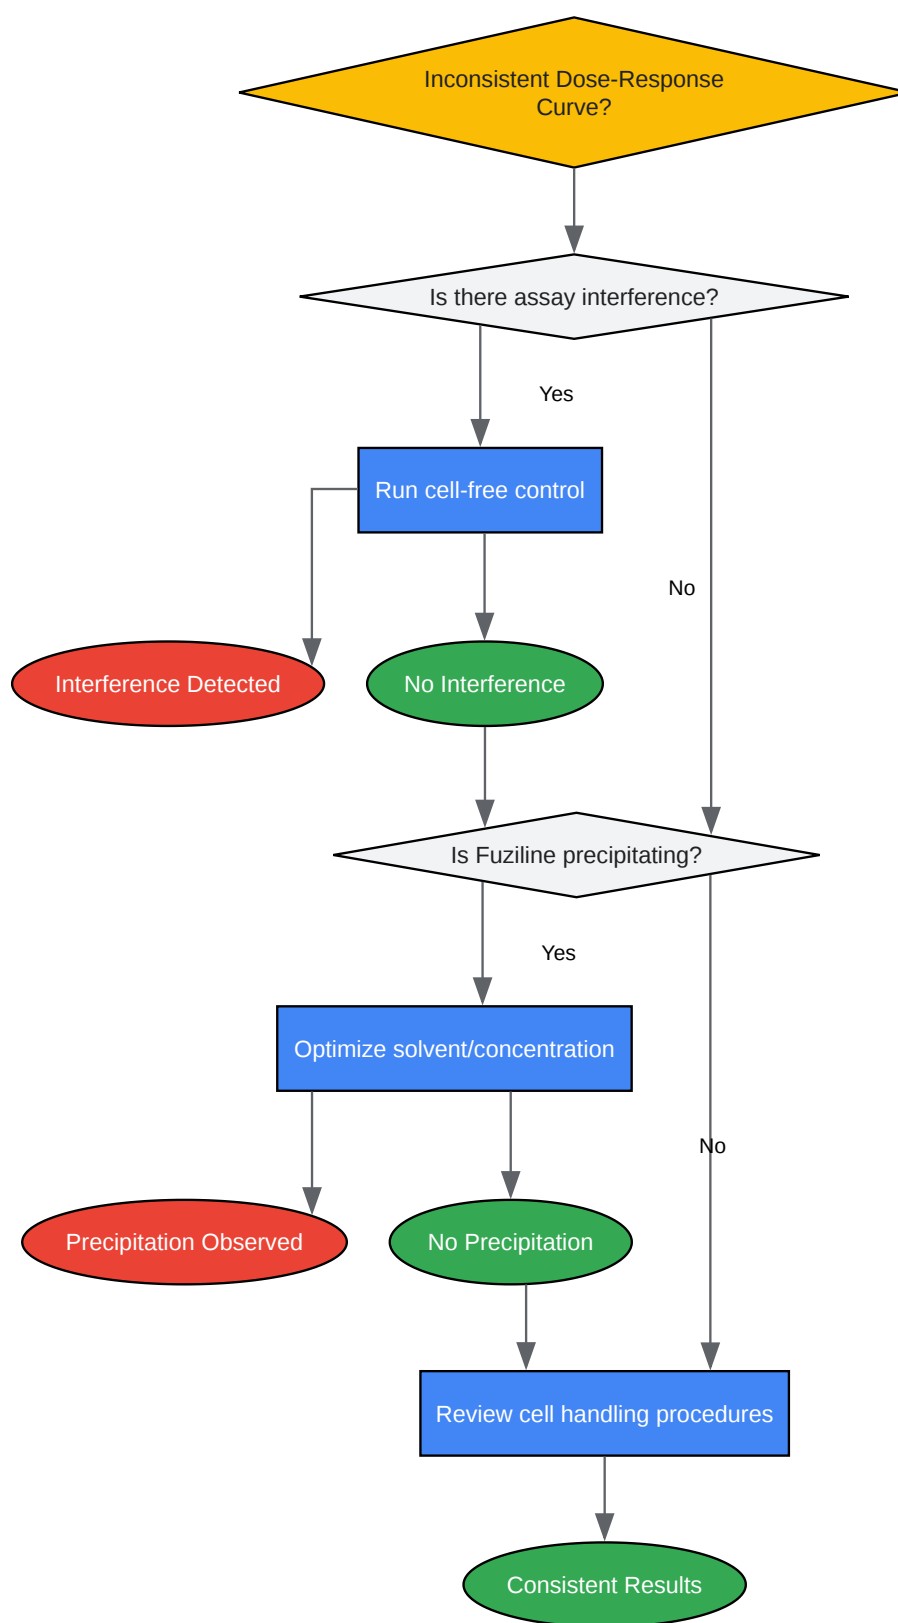 Inconsistent Dose-Response
Curve?
Is there assay interference?
Yes
Run cell-free control
No
Interference Detected
No Interference
Is Fuziline precipitating?
Yes
Optimize solvent/concentration
No
Precipitation Observed
No Precipitation
Review cell handling procedures
Consistent Results